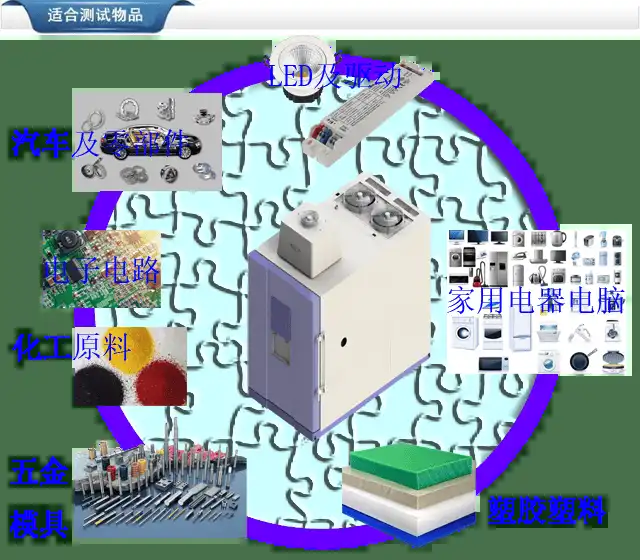 适合测试物品
LED及驱动
汽车及零部件
电子电路
家用电器电脑
化工原料
五金
模具
塑胶塑料